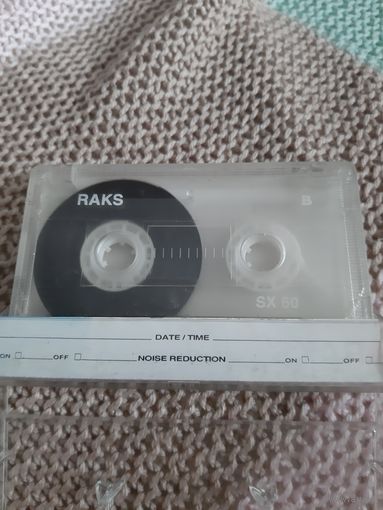 RAKS
B
SX 60
DATE / TIME
ON OFF NOISE REDUCTION ON OFF